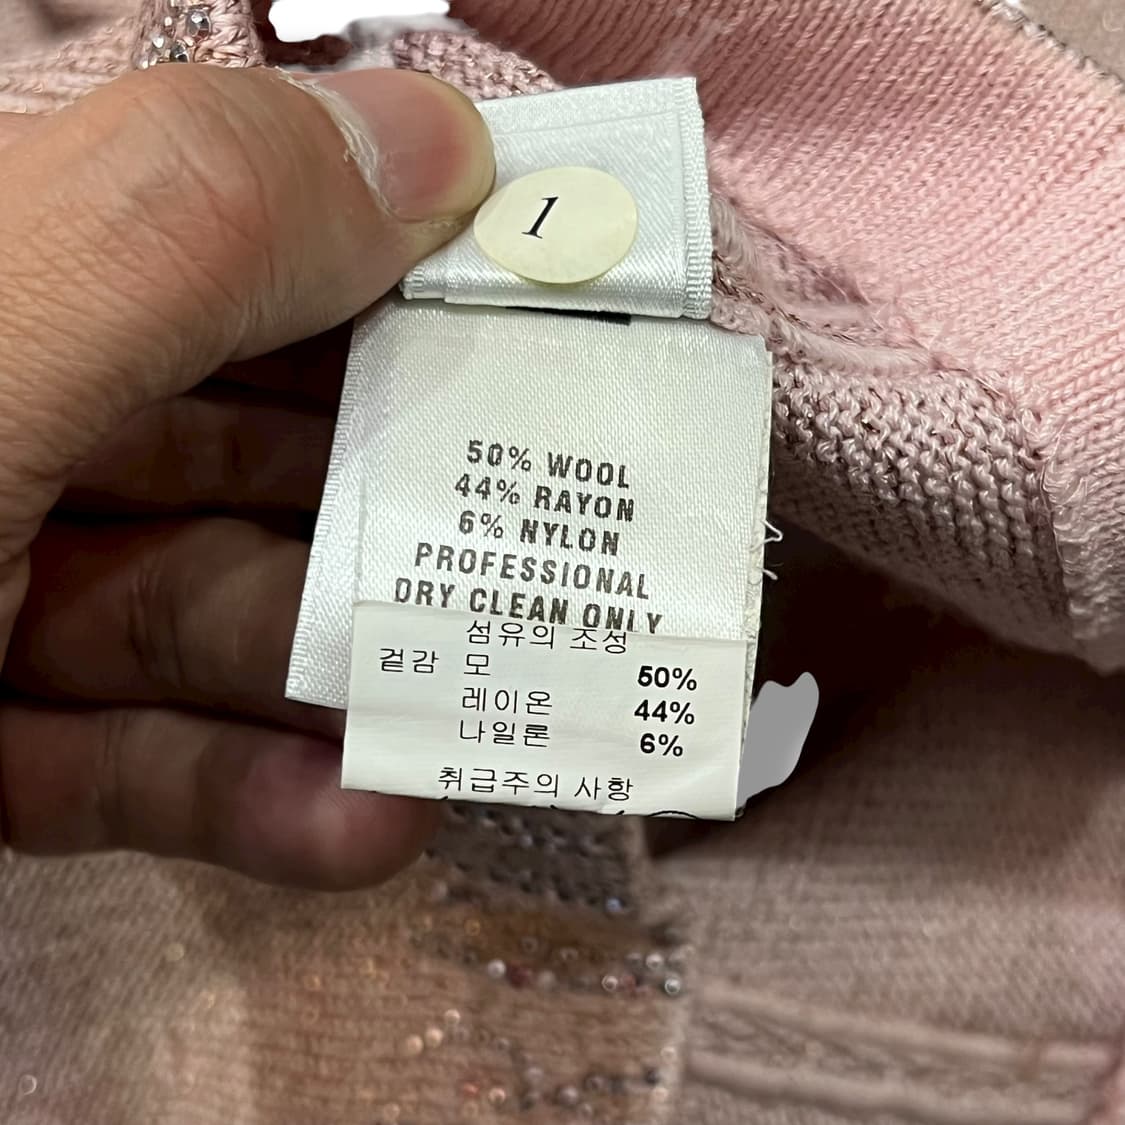 1
50% WOOL
44% RAYON
6% NYLON
PROFESSIONAL
DRY CLEAN ONLY
섬유의 조성
겉감 모 50%
레이온 44%
나일론 6%
취급주의 사항